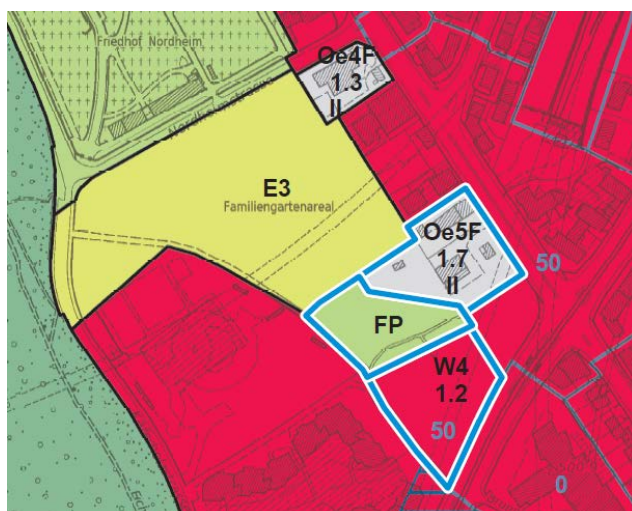 Friedhof Nordheim
Oe4F
1.3
II
E3
Familiengartenareal
Oe5F
1.7
II
50
FP
W4
1.2
50
0